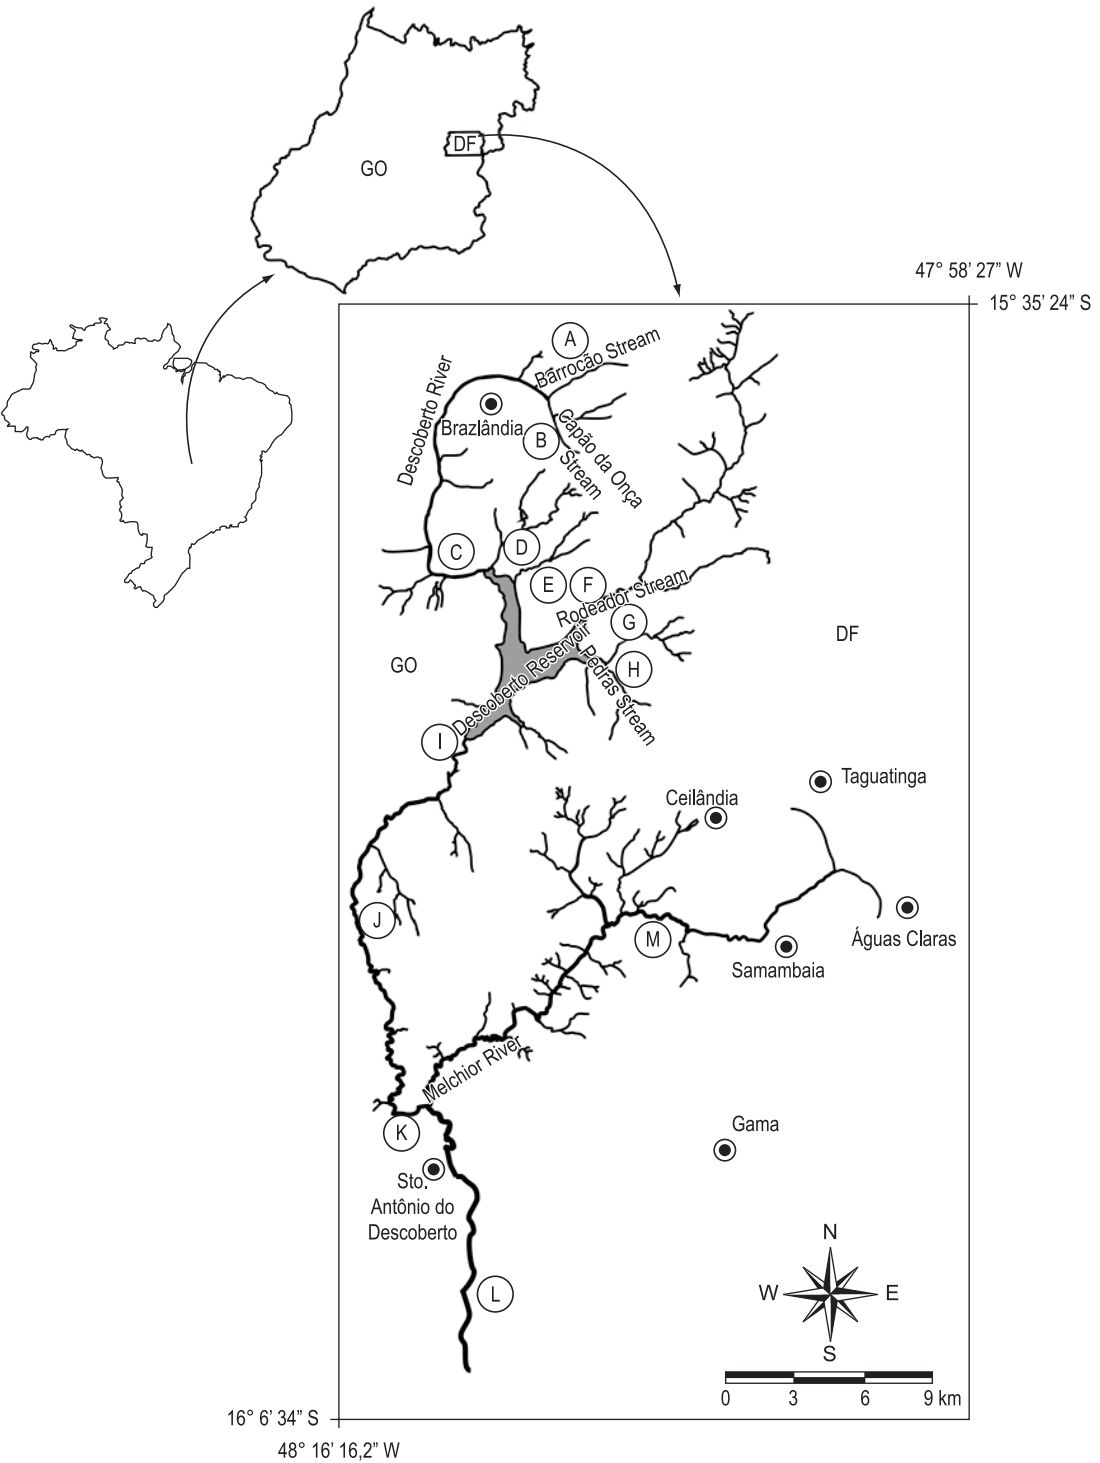 DF
GO
47° 58’ 27” W
15° 35’ 24” S
A
Barrocão Stream
Descoberto River
Brazlândia
B
Capão da Onça
Stream
C
D
E
F
Rodeador Stream
G
DF
GO
Descoberto Reservoir
H
Pedras Stream
I
Taguatinga
Ceilândia
J
M
Águas Claras
Samambaia
Melchior River
K
Gama
Sto.
Antônio do
Descoberto
N
W
E
S
L
0 3 6 9 km
16° 6’ 34” S
48° 16’ 16,2” W